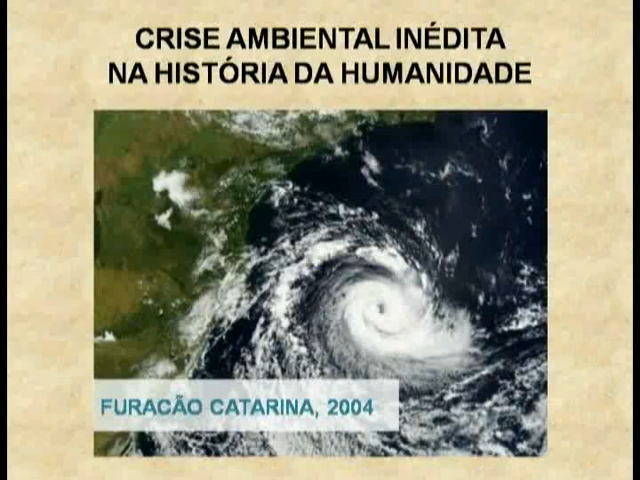 CRISE AMBIENTAL INÉDITA
NA HISTÓRIA DA HUMANIDADE
FURACÃO CATARINA, 2004